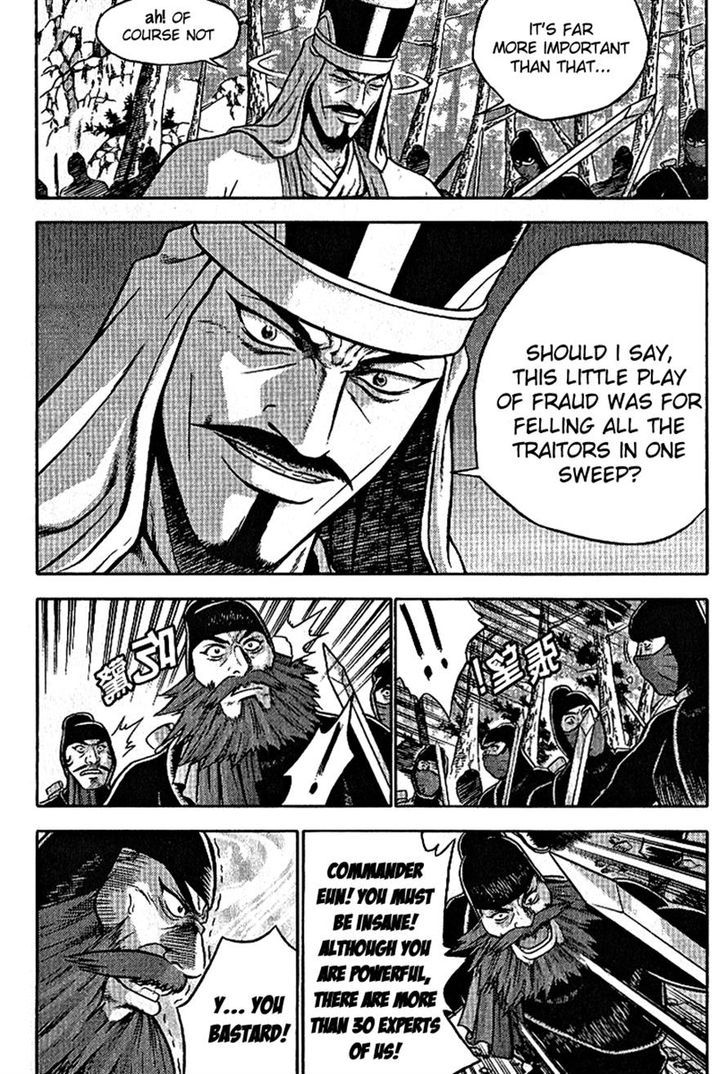 ah! OF
COURSE NOT
IT'S FAR
MORE IMPORTANT
THAN THAT...
SHOULD I SAY,
THIS LITTLE PLAY
OF FRAUD WAS FOR
FELLING ALL THE
TRAITORS IN ONE
SWEEP?
!
COMMANDER
EUN! YOU MUST
BE INSANE!
ALTHOUGH YOU
ARE POWERFUL,
THERE ARE MORE
THAN 30 EXPERTS
OF US!
Y... YOU
BASTARD!